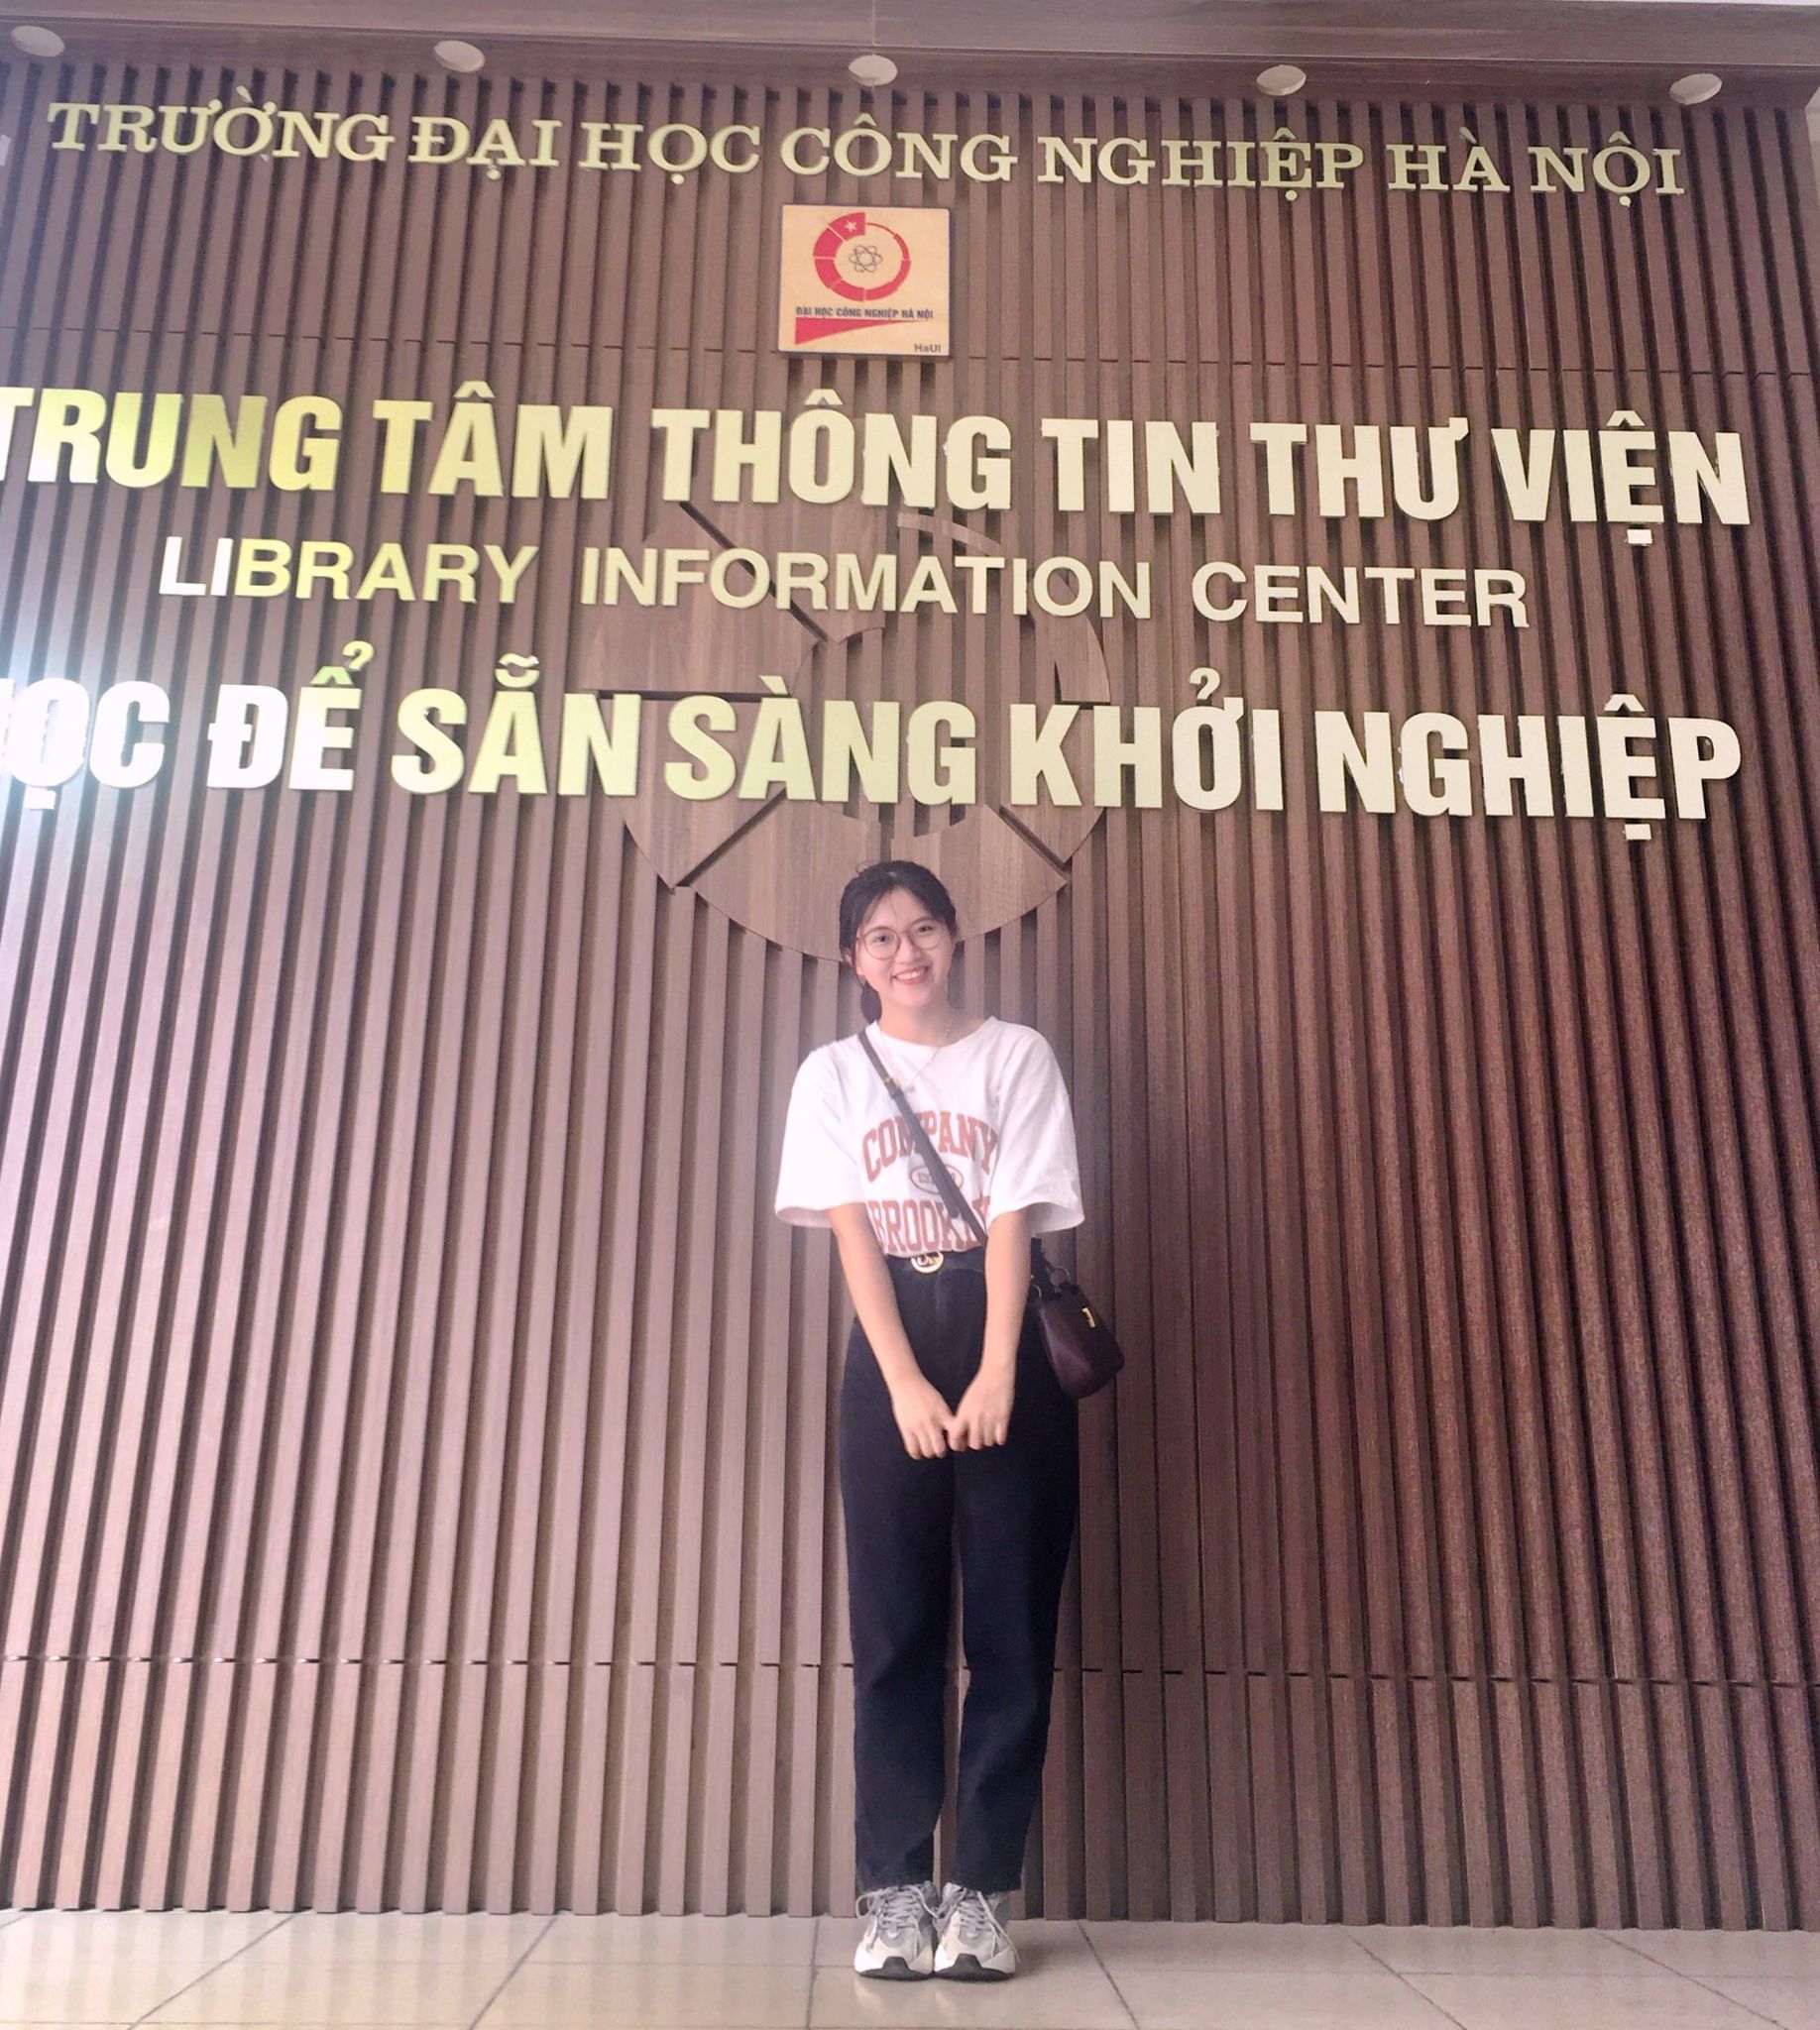 TRƯỜNG ĐẠI HỌC CÔNG NGHIỆP HÀ NỘI
ĐẠI HỌC CÔNG NGHIỆP HÀ NỘI
HaUI
TRUNG TÂM THÔNG TIN THƯ VIỆN
LIBRARY INFORMATION CENTER
ỌC ĐỂ SẴN SÀNG KHỞI NGHIỆP
COMPANY